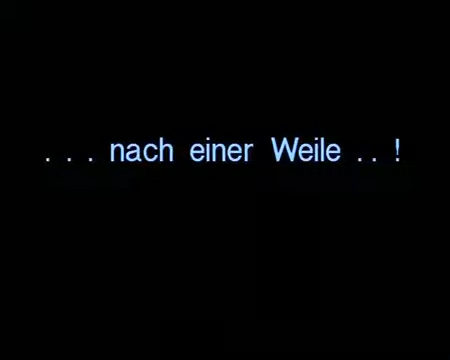 . . . nach einer Weile . . !